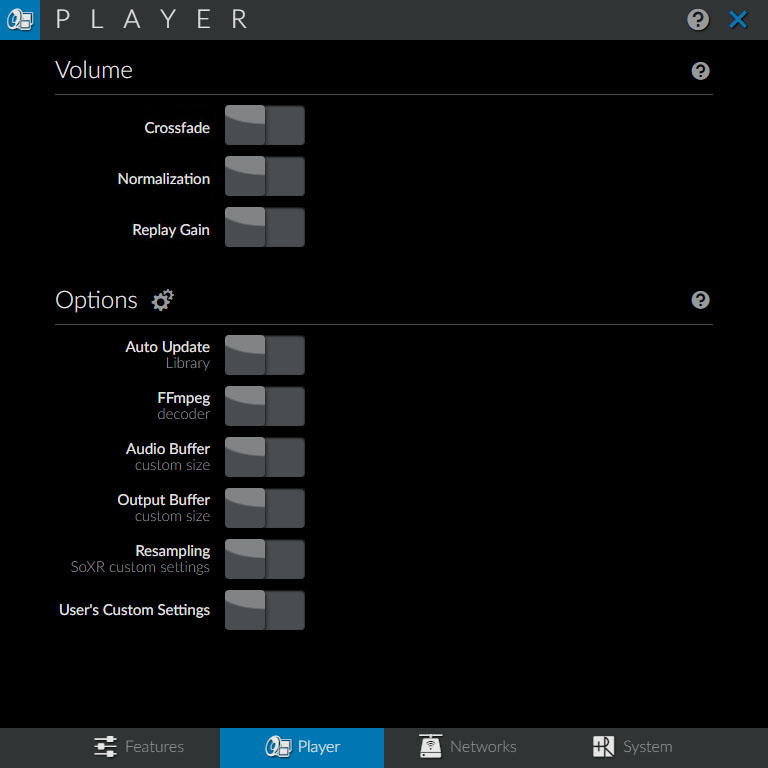 PLAYER
Volume
Crossfade
Normalization
Replay Gain
Options
Auto Update
Library
FFmpeg
decoder
Audio Buffer
custom size
Output Buffer
custom size
Resampling
SoXR custom settings
User's Custom Settings
Features
Player
Networks
System